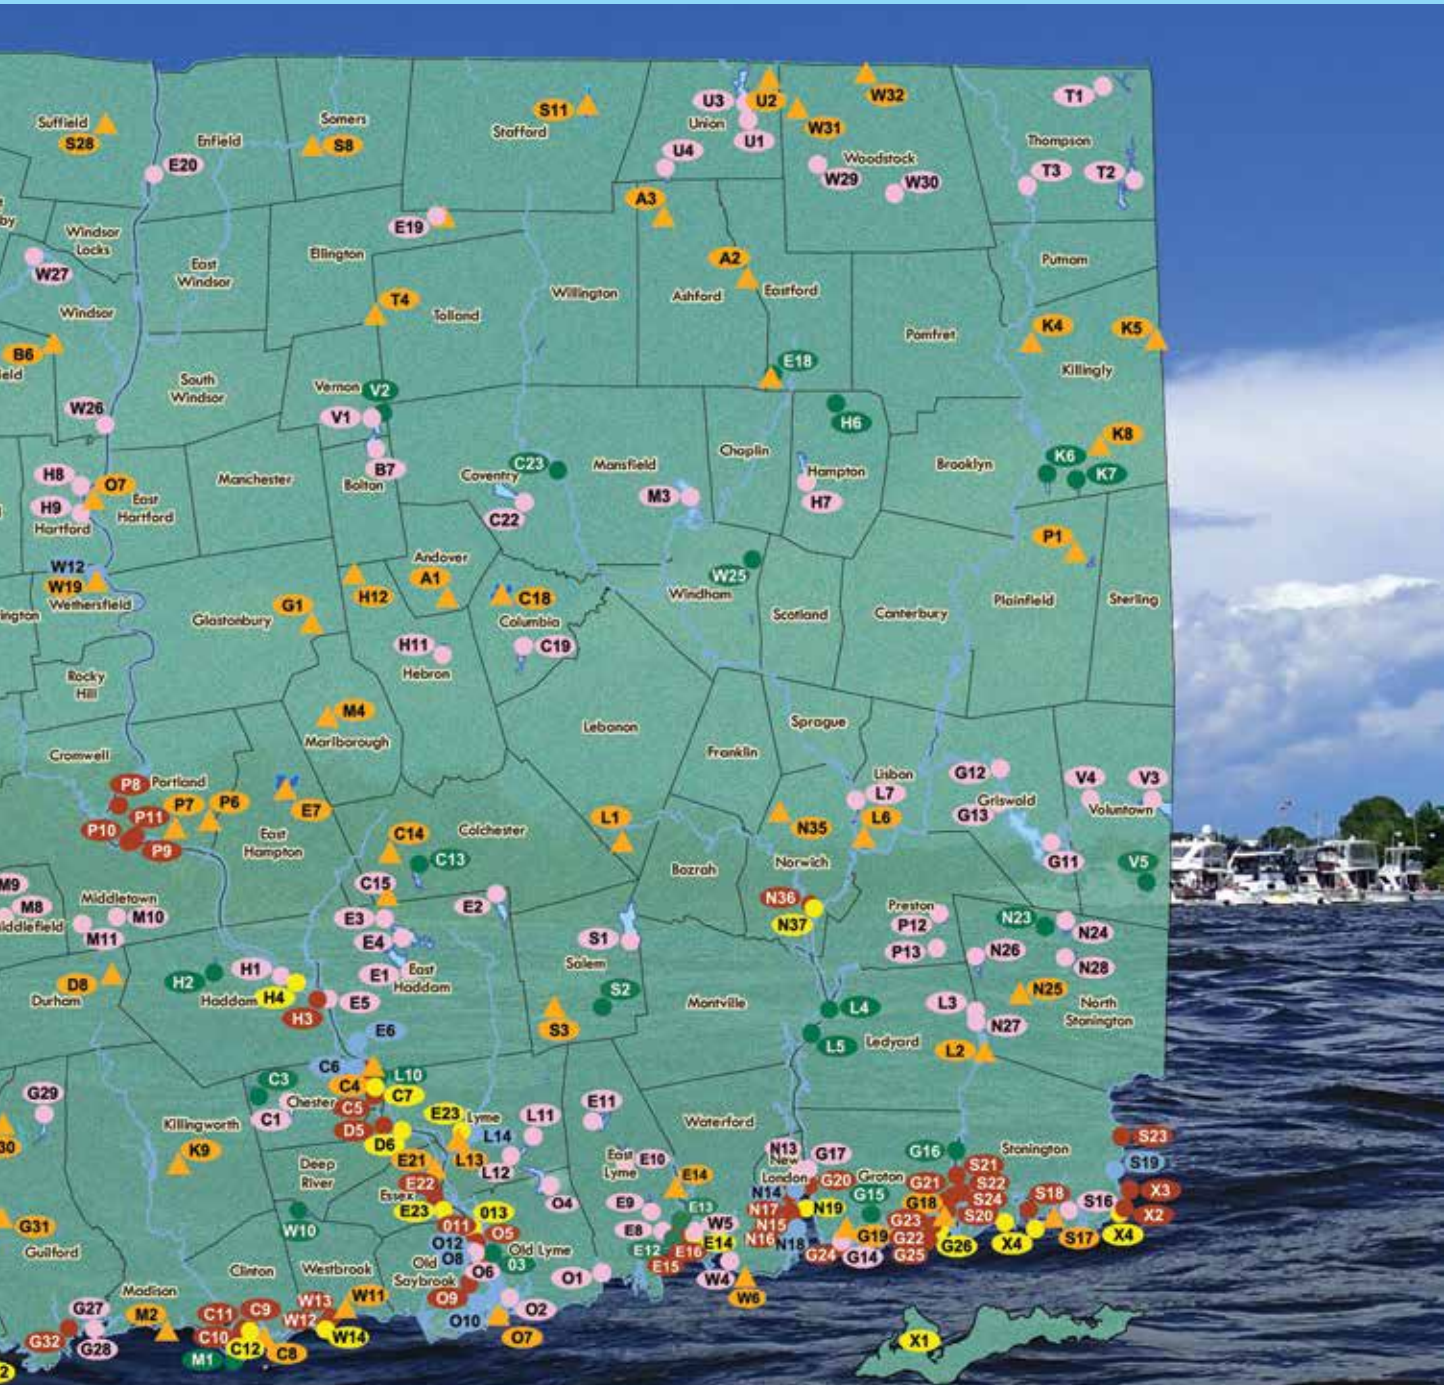 T1
U3
U2
W32
S11
Suffield
S28
Somers
Stafford
Union
W31
Enfield
S8
U1
Thompson
E20
U4
Woodstock
W29
W30
T3
T2
A3
by
Windsor
Locks
E19
W27
Ellington
East
Windsor
A2
Putnam
Willington
Ashford
Eastford
T4
Windsor
Tolland
K4
K5
B6
Pomfret
ield
E18
Killingly
South
Windsor
Vernon
V2
W26
V1
H6
K8
Chaplin
K6
H8
B7
Coventry
C23
Mansfield
Hampton
Brooklyn
K7
O7
Manchester
Bolton
East
Hartford
H9
M3
H7
Hartford
C22
P1
Andover
W12
W19
A1
W25
Wethersfield
ington
H12
C18
Windham
G1
Glastonbury
Columbia
Scotland
Canterbury
Plainfield
Sterling
H11
C19
Hebron
Rocky
Hill
M4
Marlborough
Lebanon
Sprague
Cromwell
Franklin
P8
Portland
Lisbon
G12
V4
V3
P7
P6
E7
L7
Griswold
Voluntown
P11
P10
L1
L6
G13
N35
P9
East
Hampton
C14
Colchester
C13
Norwich
G11
V5
Bozrah
M9
C15
Middletown
M8
M10
E2
N36
Preston
iddlefield
E3
N37
P12
N23
N24
M11
E4
S1
P13
N26
Salem
N28
D8
H2
H1
E1
East
Haddam
S2
N25
Durham
Haddam
H4
E5
Montville
L4
L3
North
Stonington
H3
S3
N27
E6
L5
Ledyard
L2
C6
C3
L10
C4
C7
G29
Chester
C5
C1
E23
Lyme
L11
E11
Killingworth
D5
L14
Waterford
S23
30
D6
K9
E21
L13
L12
East
Lyme
E10
N13
New
London
G17
G16
Stonington
S19
Deep
River
E22
Essex
E14
G20
Groton
G21
S21
S22
X3
O4
E9
E13
N14
G15
G18
S24
S18
S16
E23
013
N17
N19
S20
X2
G31
W10
011
O5
E8
W5
N15
G23
Guilford
O12
Old Lyme
E12
E16
E14
N16
N18
G19
G22
G26
X4
S17
X4
Old
Saybrook
O8
03
E15
G24
G14
G25
Clinton
Westbrook
O6
O1
W4
Madison
W11
O9
W6
G27
M2
C11
C9
W13
W12
O10
O2
G32
G28
C10
C12
W14
O7
C8
M1
X1
2